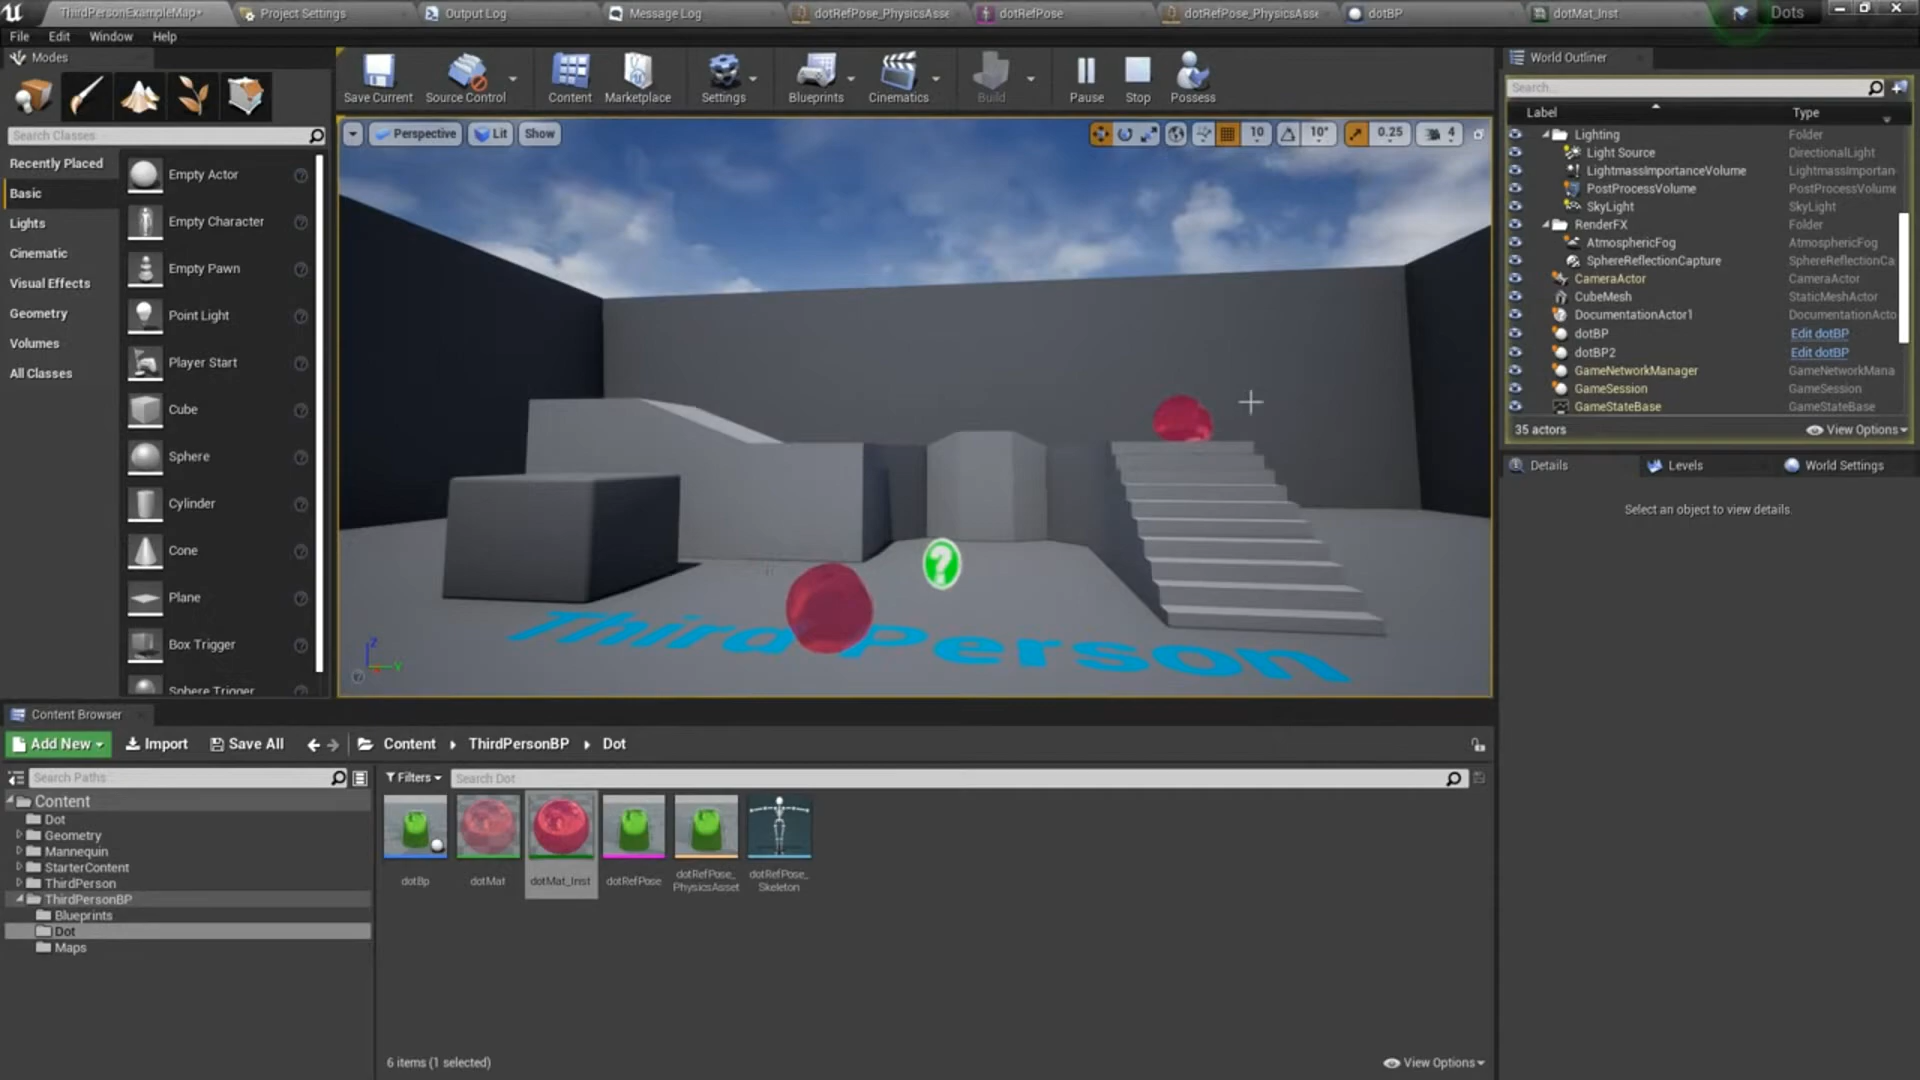 ThirdPersonExampleMap*
Project Settings
Output Log
Message Log
dotRefPose_PhysicsAsse
dotRefPose
dotRefPose_PhysicsAsse
dotBP
dotMat_Inst
Dots
File Edit Window Help
Modes
Save Current
Source Control
Content
Marketplace
Settings
Blueprints
Cinematics
Build
Pause
Stop
Possess
World Outliner
Search Classes
Recently Placed
Basic
Lights
Cinematic
Visual Effects
Geometry
Volumes
All Classes
Empty Actor
Empty Character
Empty Pawn
Point Light
Player Start
Cube
Sphere
Cylinder
Cone
Plane
Box Trigger
Sphere Trigger
Perspective
Lit
Show
10
10°
0.25
4
?
Third Person
Z
Y
Search...
Label Type
Lighting Folder
Light Source DirectionalLight
LightmassImportanceVolume Lightmass­Importan
PostProcessVolume PostProcessVolume
SkyLight SkyLight
RenderFX Folder
AtmosphericFog AtmosphericFog
SphereReflectionCapture SphereReflectionCa
CameraActor CameraActor
CubeMesh StaticMeshActor
DocumentationActor1 DocumentationActo
dotBP Edit dotBP
dotBP2 Edit dotBP
GameNetworkManager GameNetworkMana
GameSession GameSession
GameStateBase GameStateBase
35 actors
View Options
Details
Levels
World Settings
Select an object to view details.
Content Browser
Add New
Import
Save All
Content
ThirdPersonBP
Dot
Search Paths
Filters
Search Dot
Content
Dot
Geometry
Mannequin
StarterContent
ThirdPerson
ThirdPersonBP
Blueprints
Dot
Maps
dotBp
dotMat
dotMat_Inst
dotRefPose
dotRefPose_
PhysicsAsset
dotRefPose_
Skeleton
6 items (1 selected)
View Options